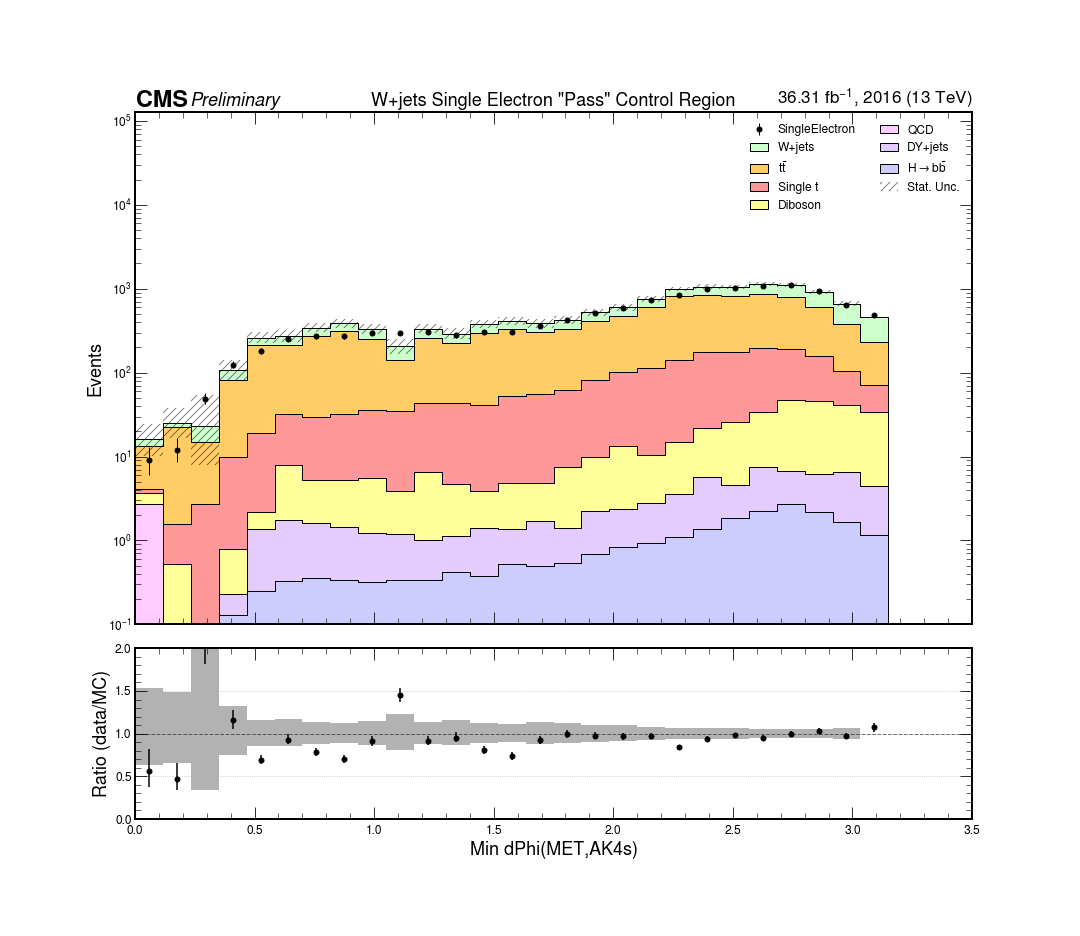 CMS Preliminary W+jets Single Electron "Pass" Control Region 36.31 fb⁻¹, 2016 (13 TeV)
10⁵
10⁴
10³
10²
10¹
10⁰
10⁻¹
Events
SingleElectron
W+jets
tt̄
Single t
Diboson
QCD
DY+jets
H→bb̄
Stat. Unc.
2.0
1.5
1.0
0.5
0.0
Ratio (data/MC)
0.0 0.5 1.0 1.5 2.0 2.5 3.0 3.5
Min dPhi(MET,AK4s)